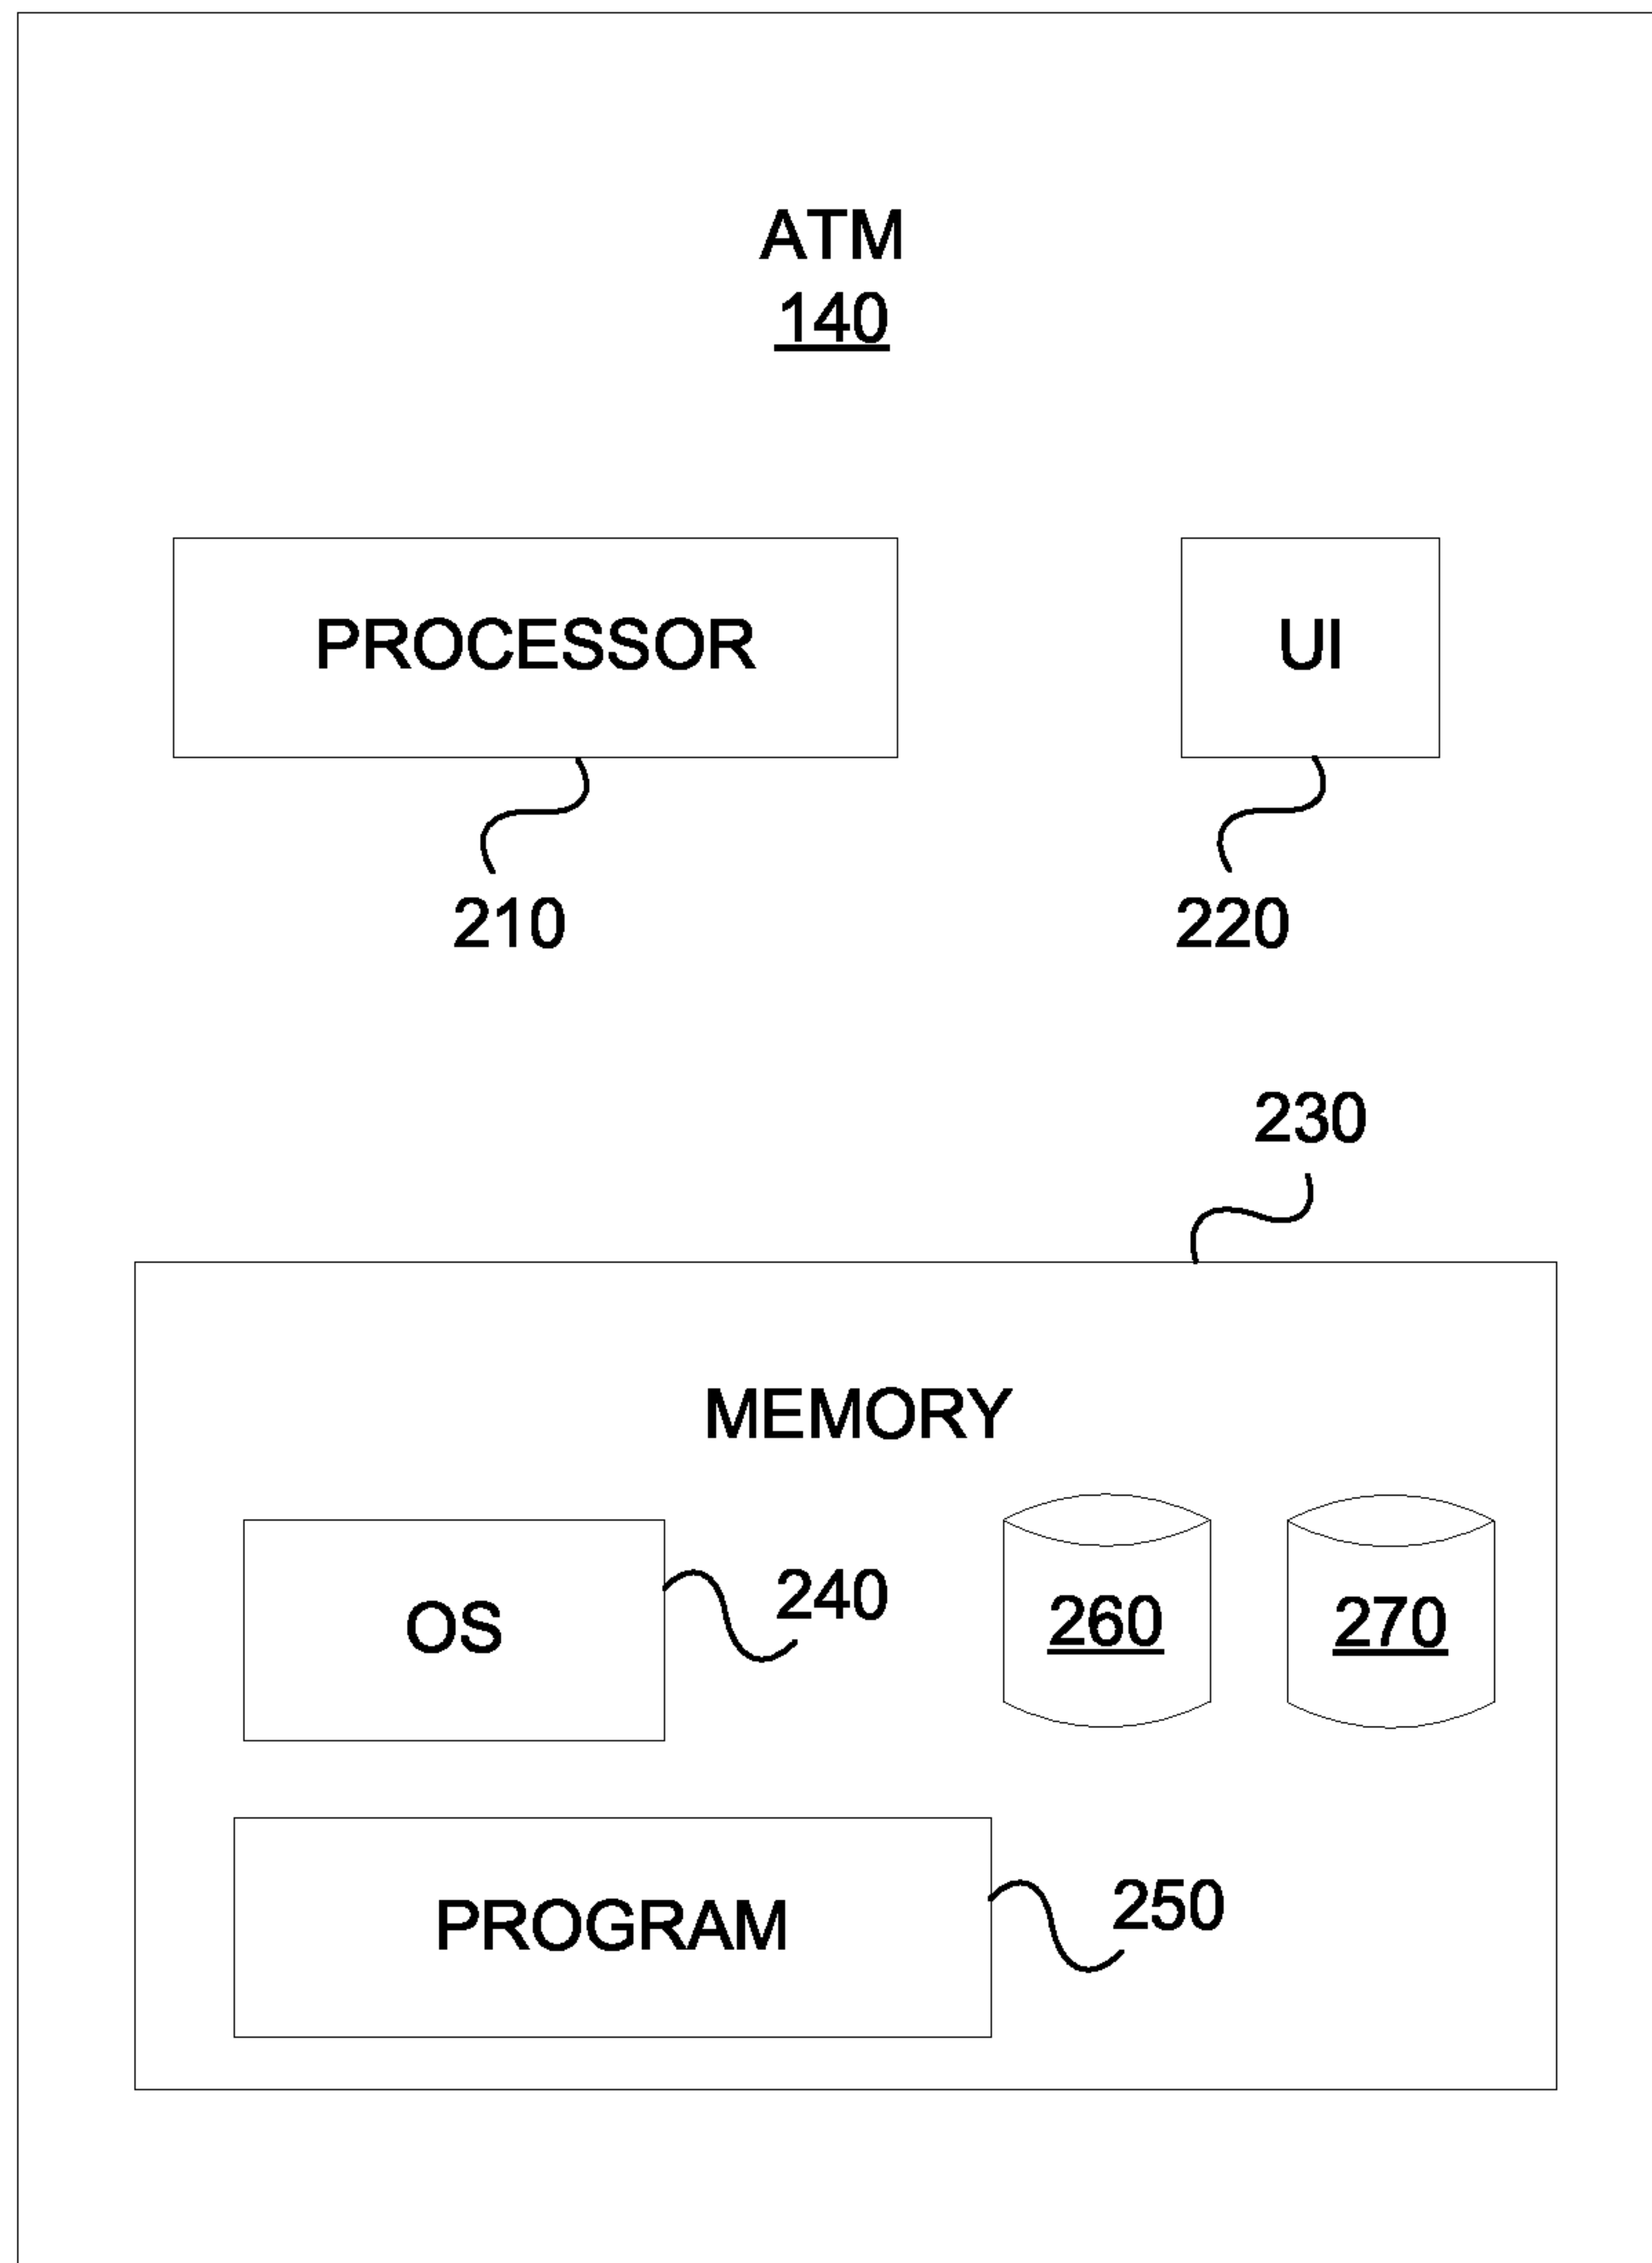 ATM
140
PROCESSOR
UI
210
220
230
MEMORY
OS
240
260
270
PROGRAM
250